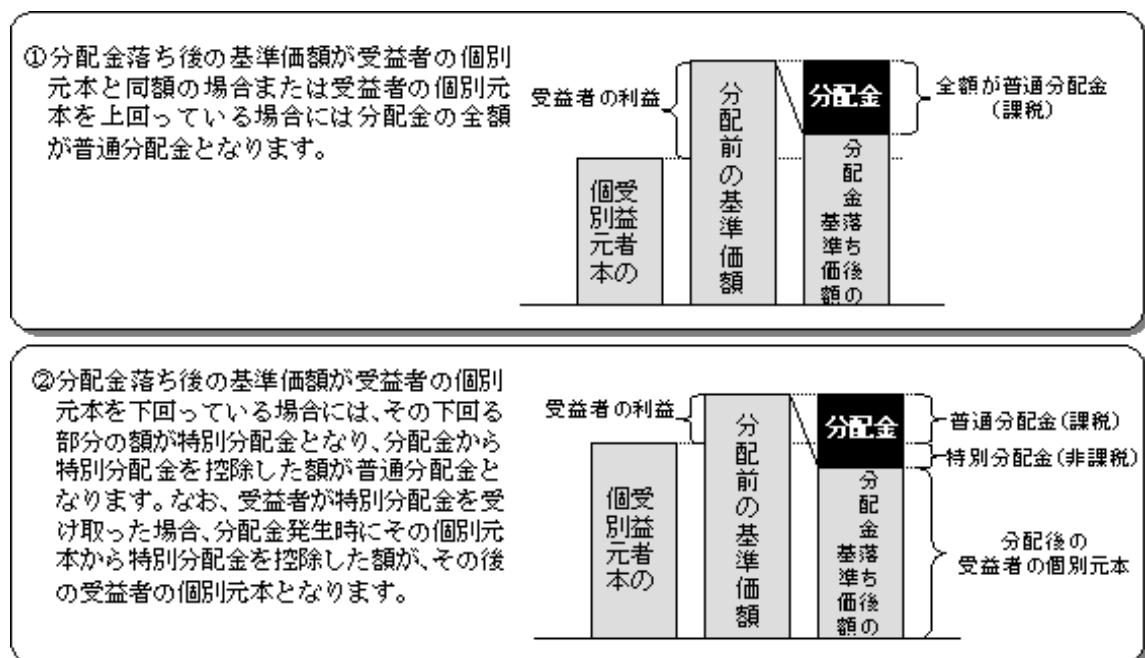 ①分配金落ち後の基準価額が受益者の個別
元本と同額の場合または受益者の個別元
本を上回っている場合には分配金の全額
が普通分配金となります。
受益者の利益
受益者の
個別元本
分配前の基準価額
分配金
分配金落ち後の
基準価額
全額が普通分配金
(課税)
②分配金落ち後の基準価額が受益者の個別
元本を下回っている場合には、その下回る
部分の額が特別分配金となり、分配金から
特別分配金を控除した額が普通分配金と
なります。なお、受益者が特別分配金を受
け取った場合、分配金発生時にその個別元
本から特別分配金を控除した額が、その後
の受益者の個別元本となります。
受益者の利益
受益者の
個別元本
分配前の基準価額
分配金
分配金落ち後の
基準価額
普通分配金(課税)
特別分配金(非課税)
分配後の
受益者の個別元本